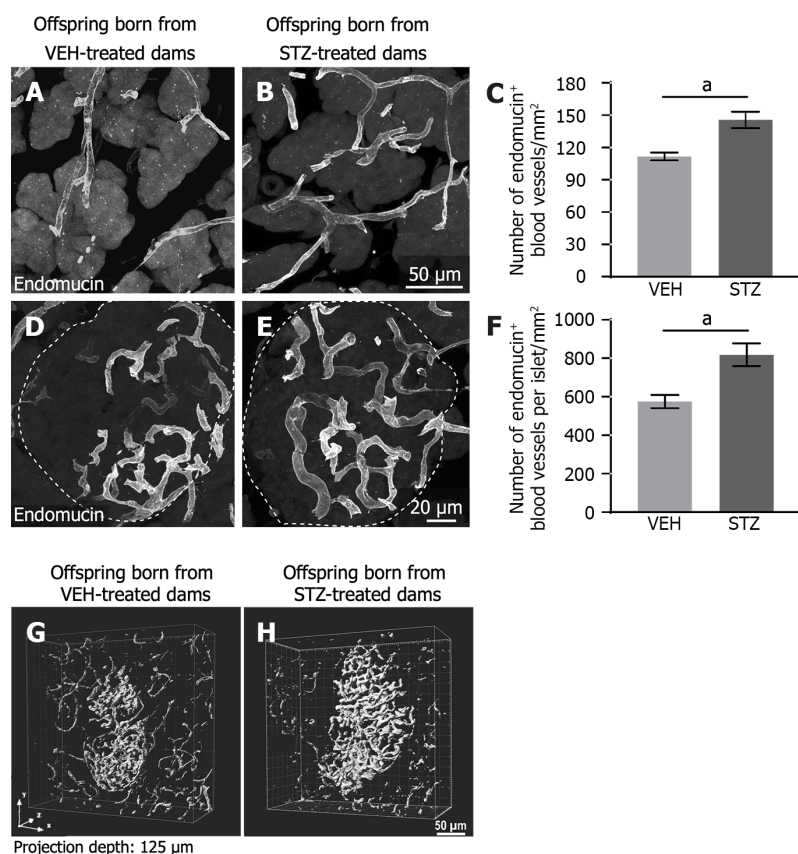 Offspring born from
VEH-treated dams
Offspring born from
STZ-treated dams
A
Endomucin
B
50 μm
C
Number of endomucin⁺
blood vessels/mm²
180
150
120
90
60
30
0
a
VEH
STZ
D
Endomucin
E
20 μm
F
Number of endomucin⁺
blood vessels per islet/mm²
1000
800
600
400
200
0
a
VEH
STZ
Offspring born from
VEH-treated dams
Offspring born from
STZ-treated dams
G
Y
Z
X
H
50 μm
Projection depth: 125 μm